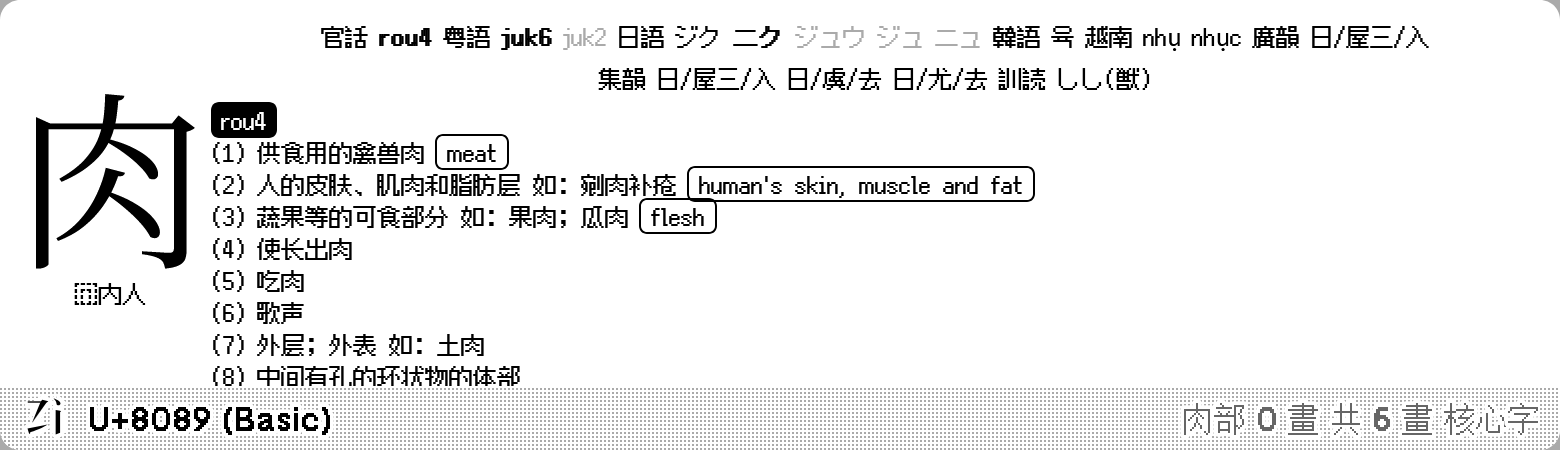 官話 rou4 粵語 juk6 juk2 日語 ジク ニク ジュウ ジュ ニュ 韓語 육 越南 nhụ nhục 廣韻 日/屋三/入
集韻 日/屋三/入 日/虞/去 日/尤/去 訓読 しし(獣)
肉
⿵内人
rou4
(1) 供食用的禽兽肉 meat
(2) 人的皮肤、肌肉和脂肪层 如：剜肉补疮 human's skin, muscle and fat
(3) 蔬果等的可食部分 如：果肉；瓜肉 flesh
(4) 使长出肉
(5) 吃肉
(6) 歌声
(7) 外层；外表 如：土肉
(8) 中间有孔的环状物的体部
Zi U+8089 (Basic)
肉部 0 畫 共 6 畫 核心字